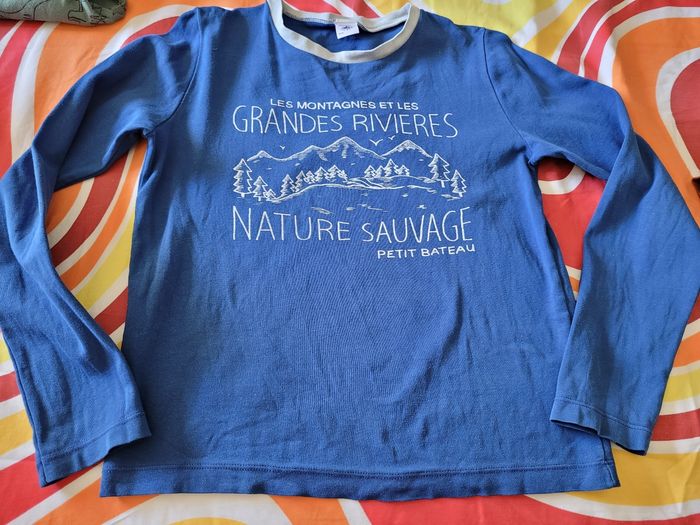 LES MONTAGNES ET LES
GRANDES RIVIERES
NATURE SAUVAGE
PETIT BATEAU